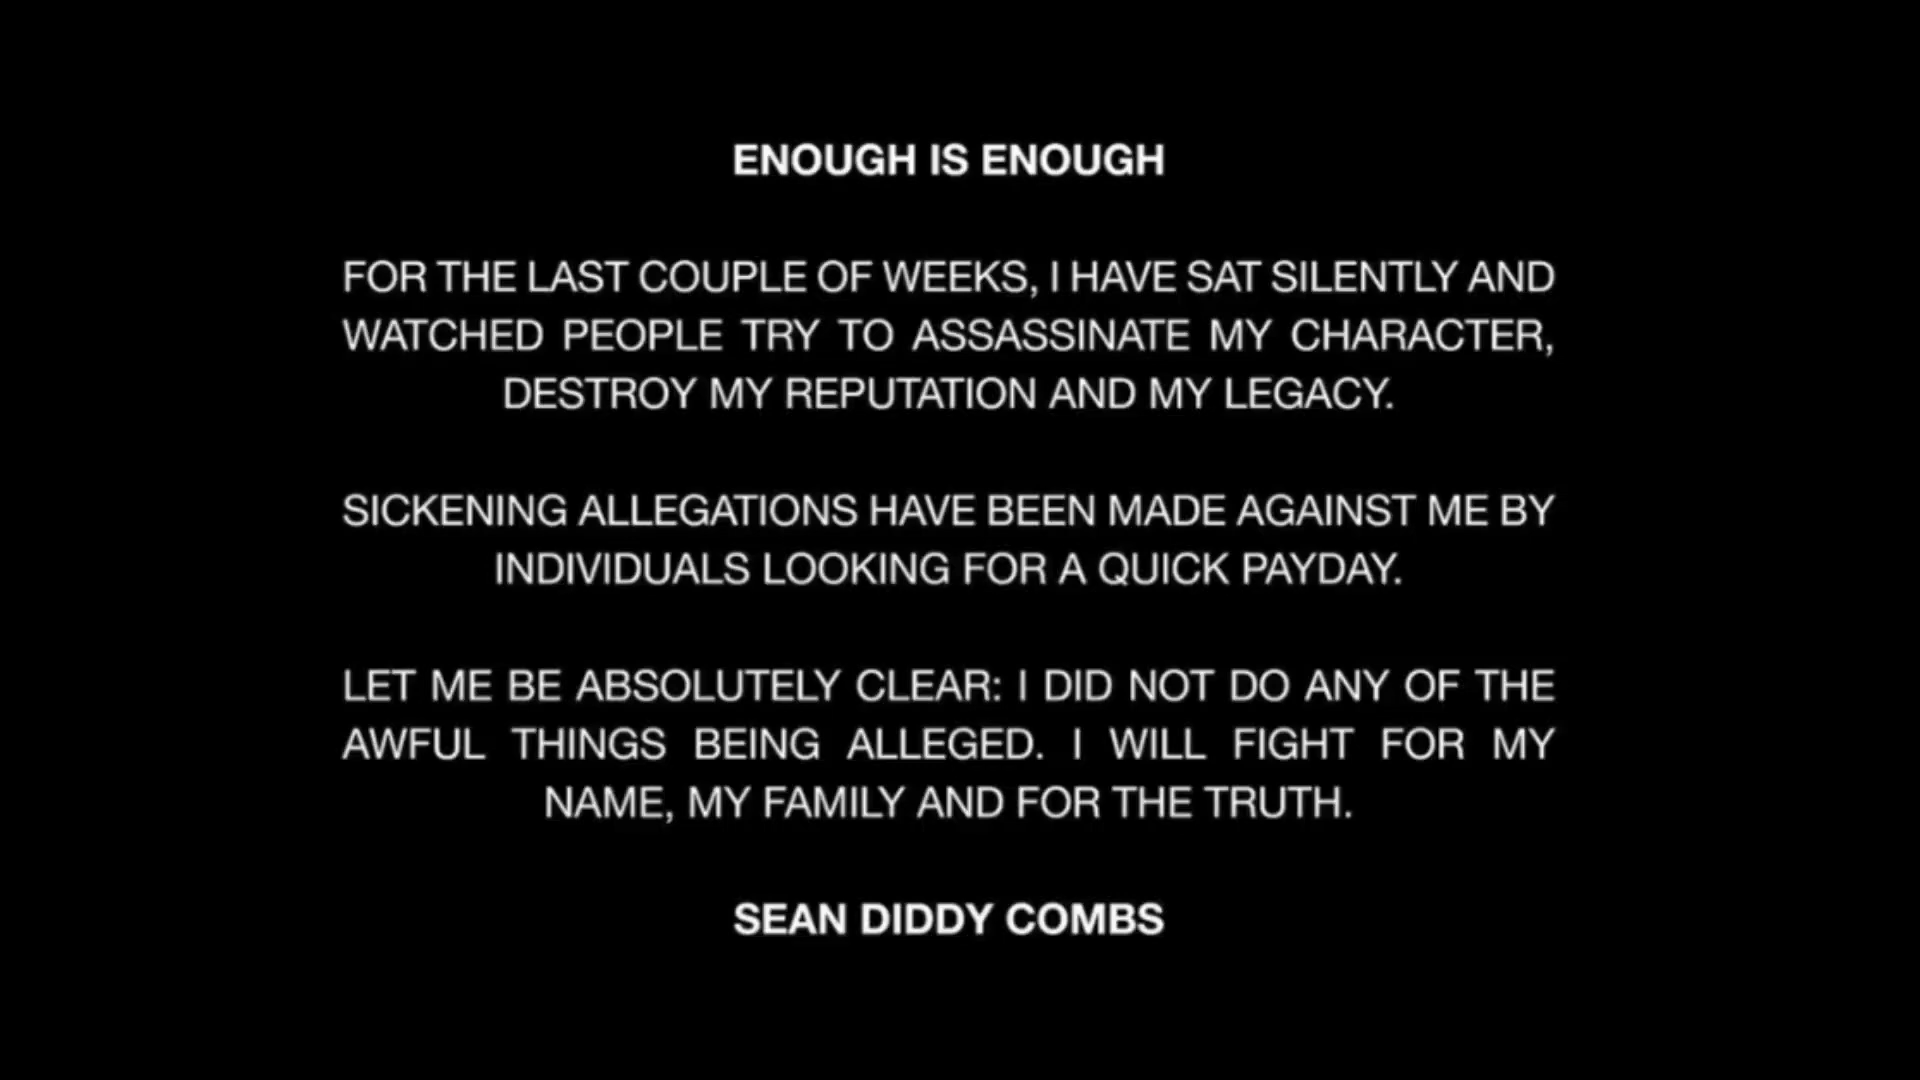 ENOUGH IS ENOUGH
FOR THE LAST COUPLE OF WEEKS, I HAVE SAT SILENTLY AND
WATCHED PEOPLE TRY TO ASSASSINATE MY CHARACTER,
DESTROY MY REPUTATION AND MY LEGACY.
SICKENING ALLEGATIONS HAVE BEEN MADE AGAINST ME BY
INDIVIDUALS LOOKING FOR A QUICK PAYDAY.
LET ME BE ABSOLUTELY CLEAR: I DID NOT DO ANY OF THE
AWFUL THINGS BEING ALLEGED. I WILL FIGHT FOR MY
NAME, MY FAMILY AND FOR THE TRUTH.
SEAN DIDDY COMBS